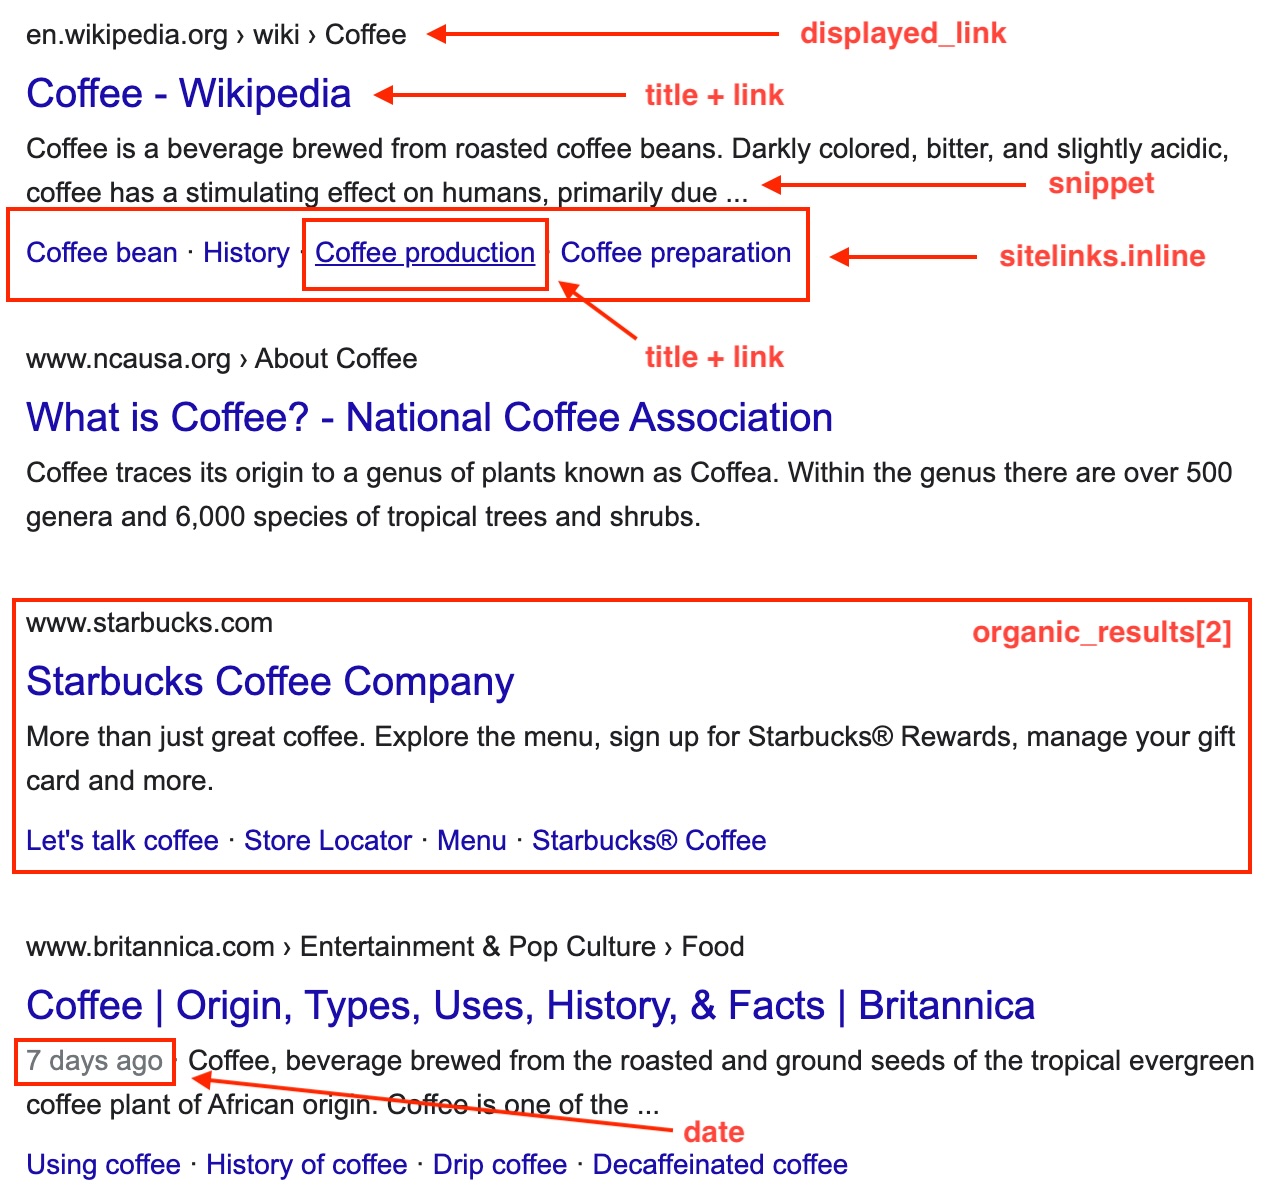 en.wikipedia.org › wiki › Coffee
displayed_link
Coffee - Wikipedia
title + link
Coffee is a beverage brewed from roasted coffee beans. Darkly colored, bitter, and slightly acidic,
coffee has a stimulating effect on humans, primarily due ...
snippet
Coffee bean · History · Coffee production · Coffee preparation
sitelinks.inline
title + link
www.ncausa.org › About Coffee
What is Coffee? - National Coffee Association
Coffee traces its origin to a genus of plants known as Coffea. Within the genus there are over 500
genera and 6,000 species of tropical trees and shrubs.
www.starbucks.com
organic_results[2]
Starbucks Coffee Company
More than just great coffee. Explore the menu, sign up for Starbucks® Rewards, manage your gift
card and more.
Let's talk coffee · Store Locator · Menu · Starbucks® Coffee
www.britannica.com › Entertainment & Pop Culture › Food
Coffee | Origin, Types, Uses, History, & Facts | Britannica
7 days ago · Coffee, beverage brewed from the roasted and ground seeds of the tropical evergreen
coffee plant of African origin. Coffee is one of the ...
date
Using coffee · History of coffee · Drip coffee · Decaffeinated coffee